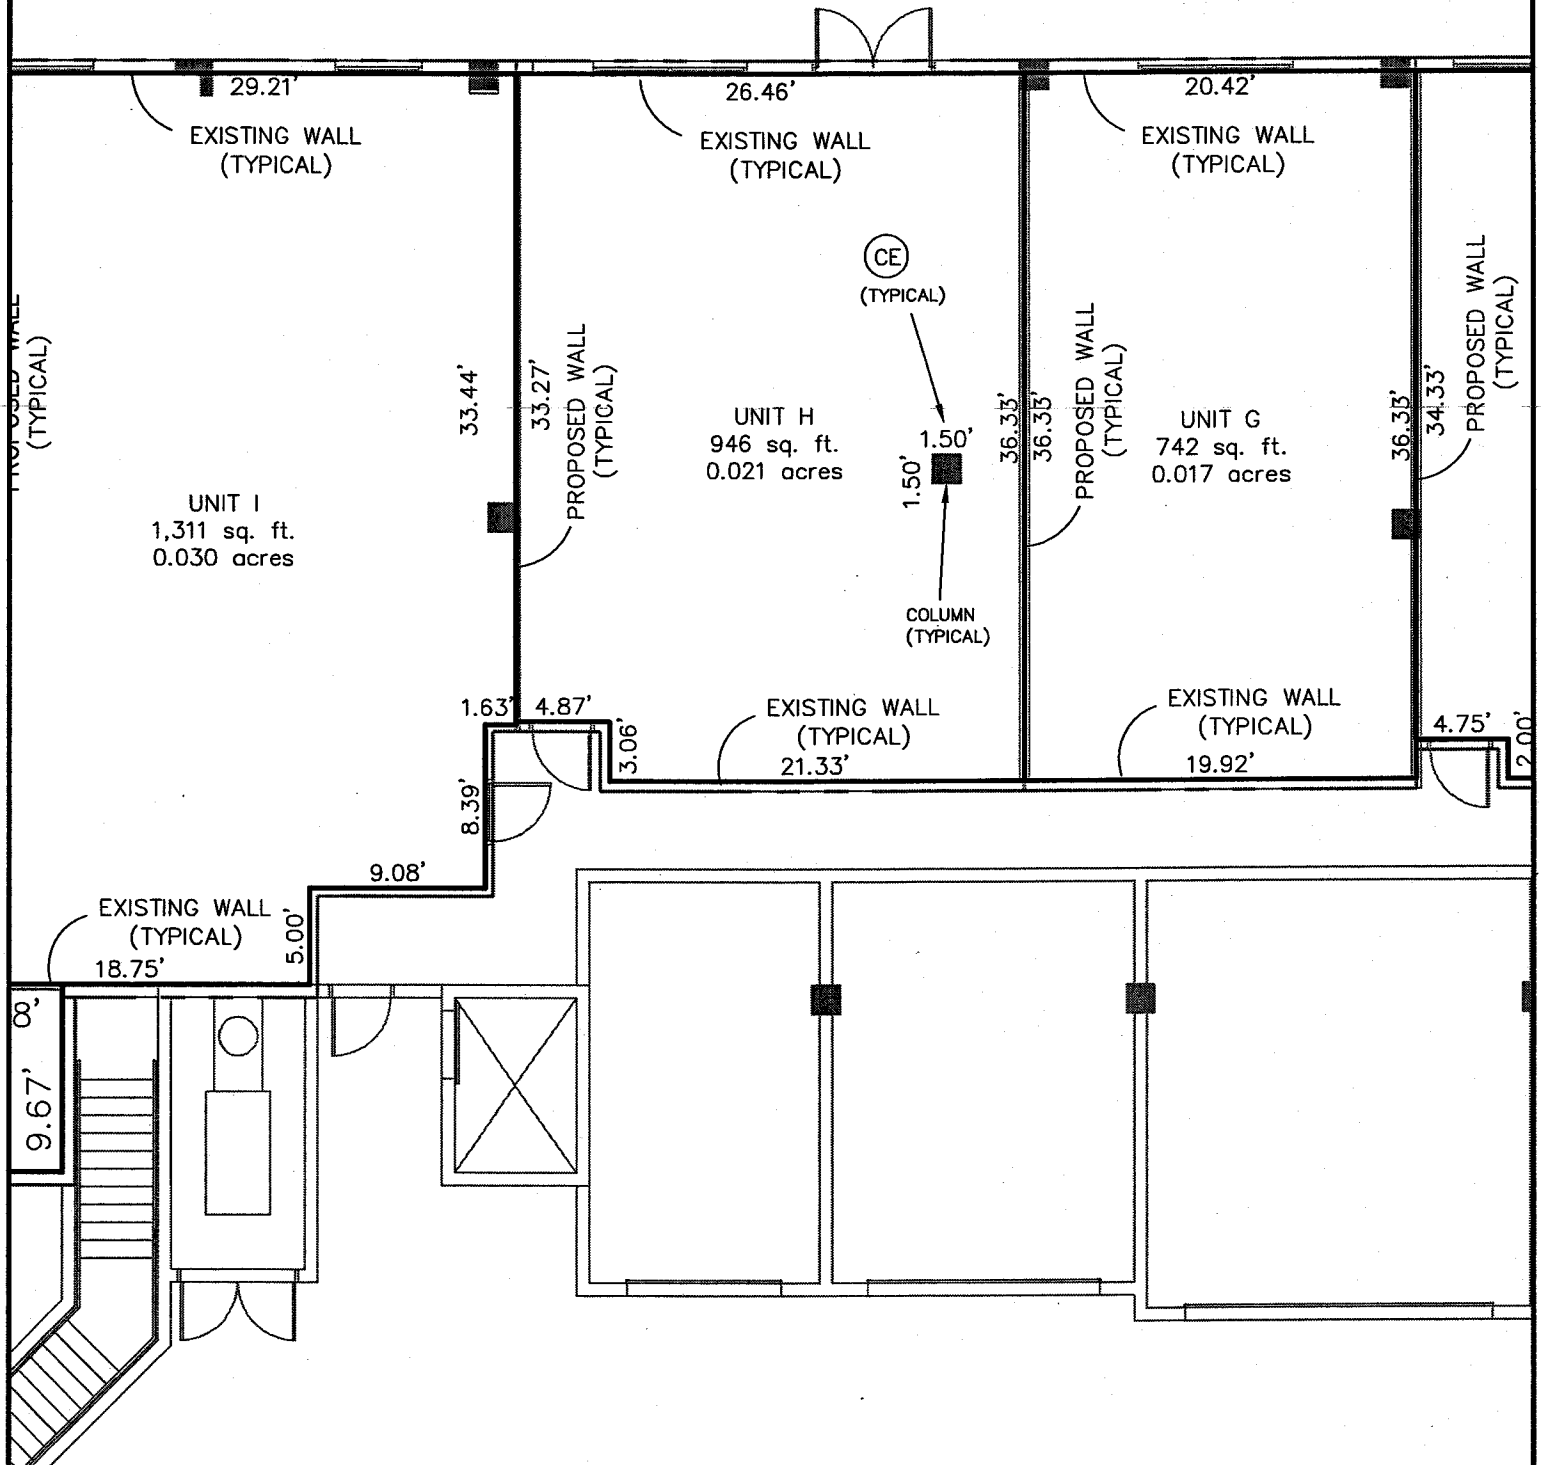 29.21'
26.46'
20.42'
EXISTING WALL
(TYPICAL)
EXISTING WALL
(TYPICAL)
EXISTING WALL
(TYPICAL)
CE
(TYPICAL)
PROPOSED WALL
(TYPICAL)
33.44'
33.27'
PROPOSED WALL
(TYPICAL)
UNIT H
946 sq. ft.
0.021 acres
1.50'
1.50'
36.33'
36.33'
PROPOSED WALL
(TYPICAL)
UNIT G
742 sq. ft.
0.017 acres
36.33'
34.33'
PROPOSED WALL
(TYPICAL)
UNIT I
1,311 sq. ft.
0.030 acres
COLUMN
(TYPICAL)
1.63'
4.87'
3.06'
EXISTING WALL
(TYPICAL)
21.33'
EXISTING WALL
(TYPICAL)
19.92'
4.75'
2.00'
8.39'
9.08'
EXISTING WALL
(TYPICAL)
5.00'
18.75'
8'
9.67'